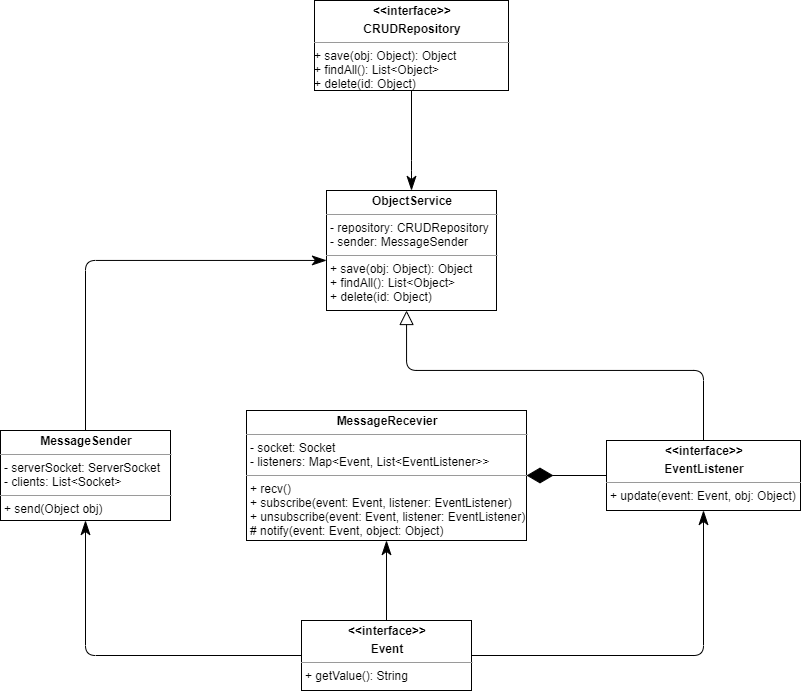 <<interface>>
CRUDRepository
+ save(obj: Object): Object
+ findAll(): List<Object>
+ delete(id: Object)
ObjectService
- repository: CRUDRepository
- sender: MessageSender
+ save(obj: Object): Object
+ findAll(): List<Object>
+ delete(id: Object)
MessageSender
- serverSocket: ServerSocket
- clients: List<Socket>
+ send(Object obj)
MessageRecevier
- socket: Socket
- listeners: Map<Event, List<EventListener>>
+ recv()
+ subscribe(event: Event, listener: EventListener)
+ unsubscribe(event: Event, listener: EventListener)
# notify(event: Event, object: Object)
<<interface>>
EventListener
+ update(event: Event, obj: Object)
<<interface>>
Event
+ getValue(): String